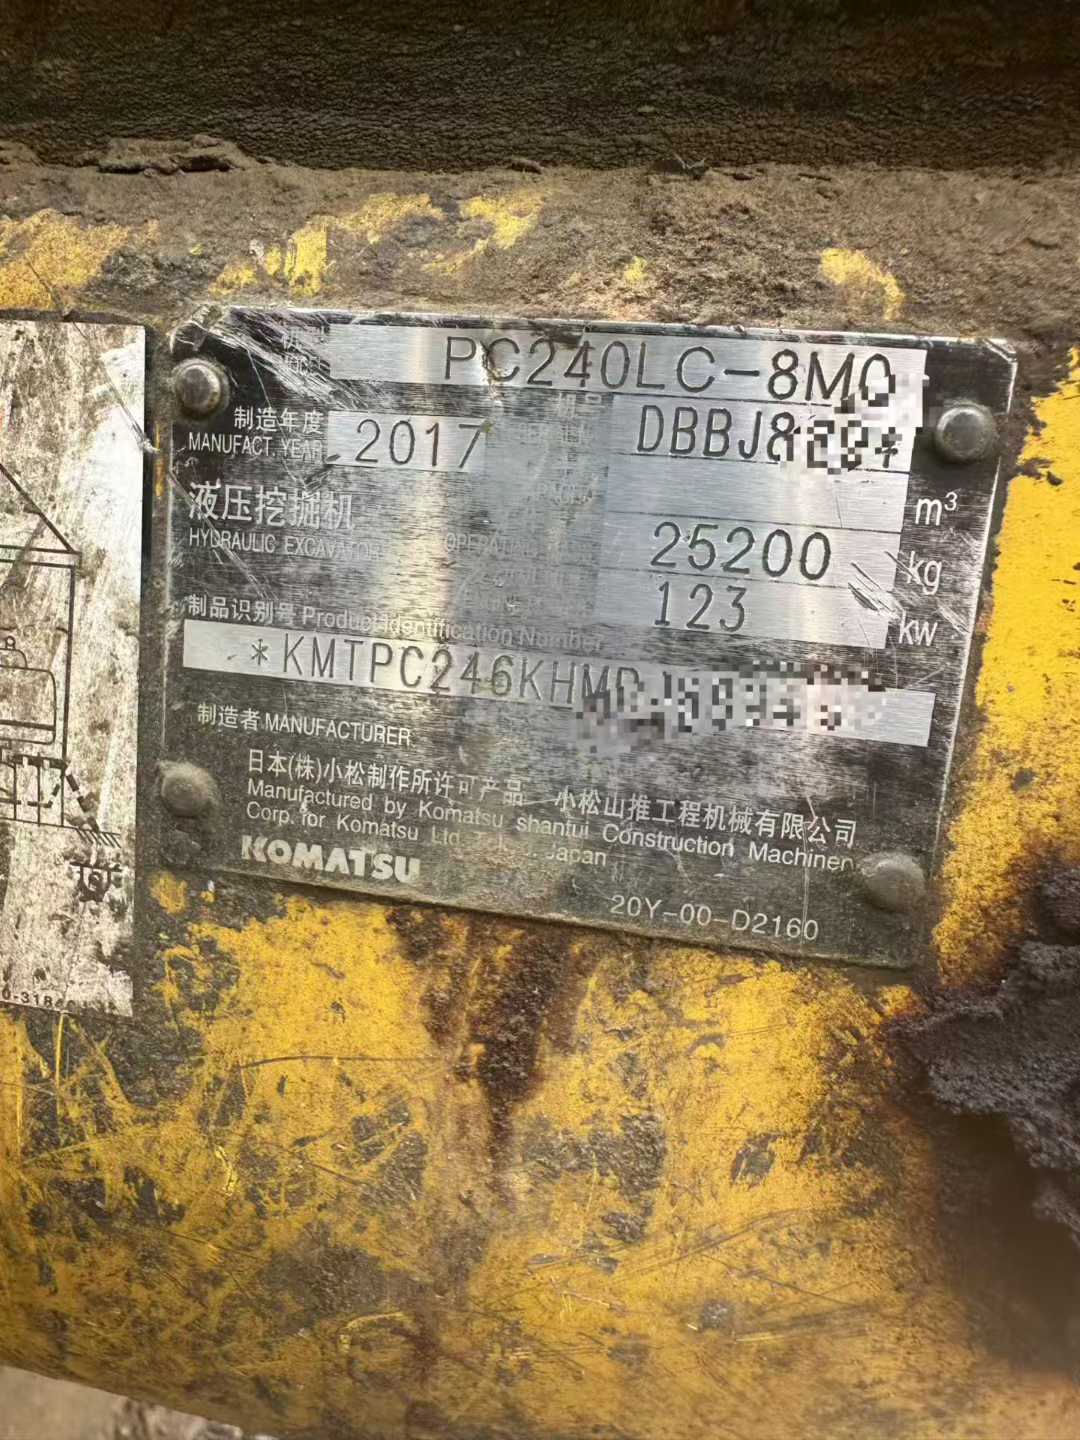 PC240LC-8M0
制造年度
MANUFACT. YEAR 2017 DBBJ8
m³
液压挖掘机
HYDRAULIC EXCAVATOR OPERATING 25200 kg
123 kw
制品识别号 Product Identification Number
*KMTPC246KHM
制造者 MANUFACTURER
日本(株)小松制作所许可产品 小松山推工程机械有限公司
Manufactured by Komatsu shantui Construction Machinery
Corp. for Komatsu Ltd. Japan
KOMATSU
20Y-00-D2160